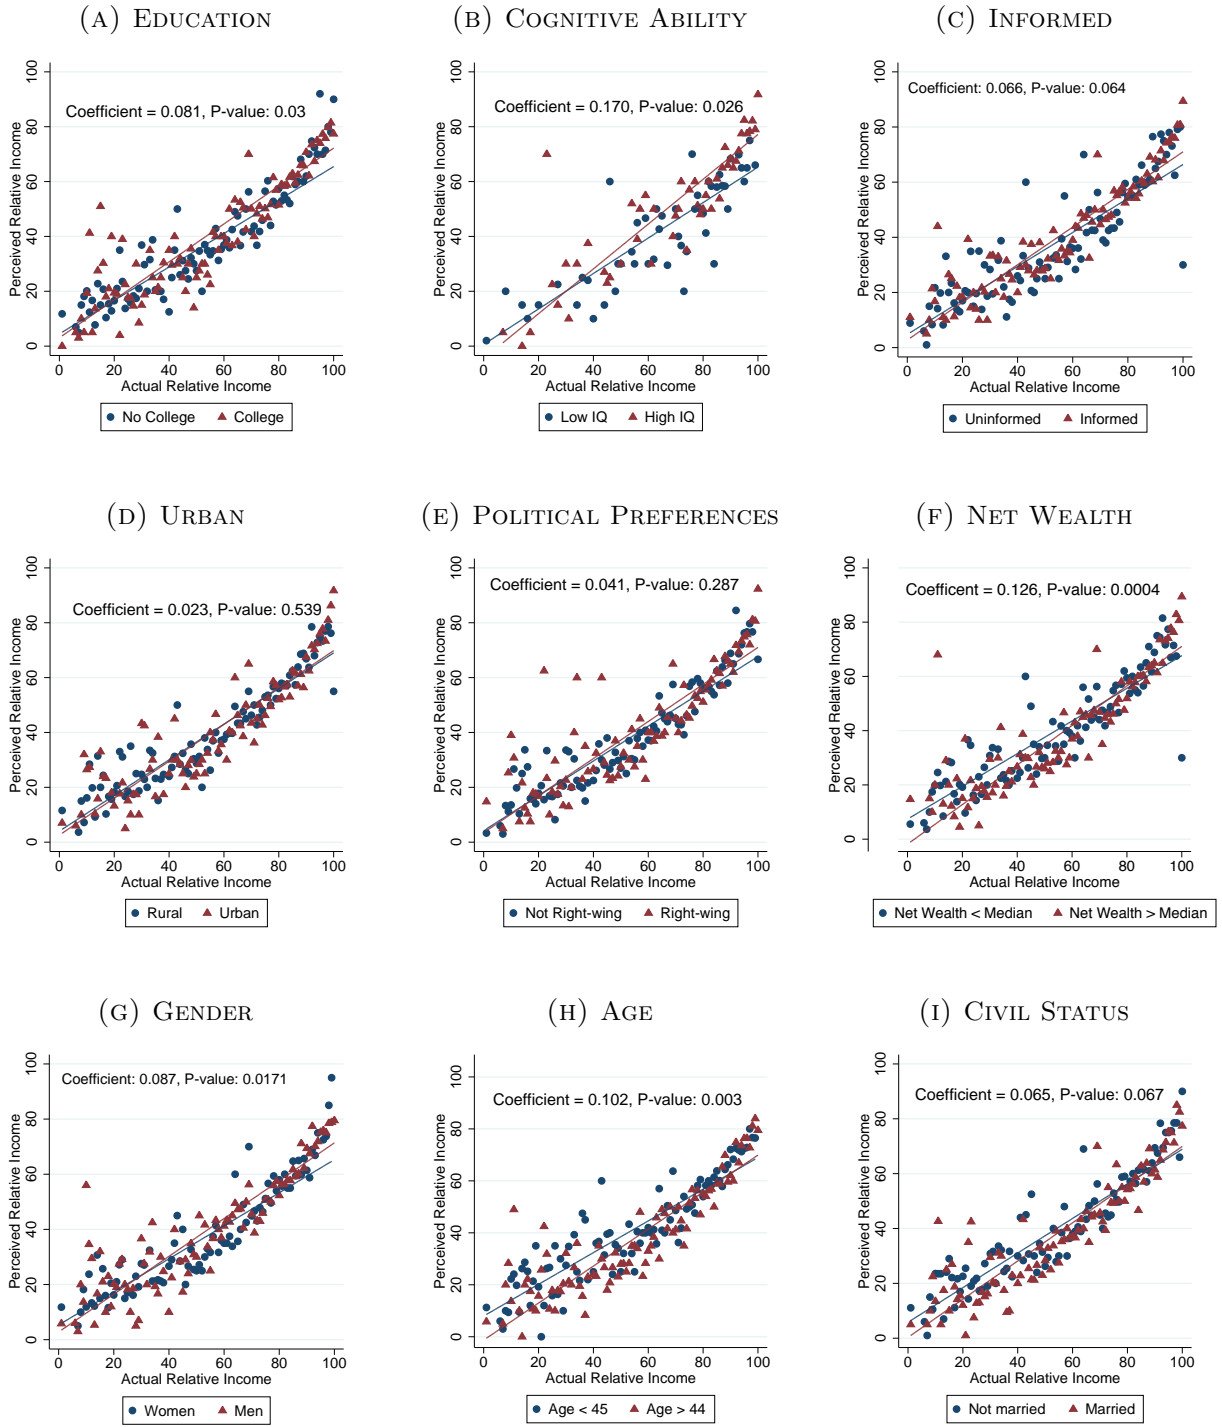 (A) EDUCATION
Perceived Relative Income
0 20 40 60 80 100
Coefficient = 0.081, P-value: 0.03
0 20 40 60 80 100
Actual Relative Income
No College College
(B) COGNITIVE ABILITY
Perceived Relative Income
0 20 40 60 80 100
Coefficient = 0.170, P-value: 0.026
0 20 40 60 80 100
Actual Relative Income
Low IQ High IQ
(C) INFORMED
Perceived Relative Income
0 20 40 60 80 100
Coefficient: 0.066, P-value: 0.064
0 20 40 60 80 100
Actual Relative Income
Uninformed Informed
(D) URBAN
Perceived Relative Income
0 20 40 60 80 100
Coefficient = 0.023, P-value: 0.539
0 20 40 60 80 100
Actual Relative Income
Rural Urban
(E) POLITICAL PREFERENCES
Perceived Relative Income
0 20 40 60 80 100
Coefficient = 0.041, P-value: 0.287
0 20 40 60 80 100
Actual Relative Income
Not Right-wing Right-wing
(F) NET WEALTH
Perceived Relative Income
0 20 40 60 80 100
Coefficent = 0.126, P-value: 0.0004
0 20 40 60 80 100
Actual Relative Income
Net Wealth < Median Net Wealth > Median
(G) GENDER
Perceived Relative Income
0 20 40 60 80 100
Coefficient: 0.087, P-value: 0.0171
0 20 40 60 80 100
Actual Relative Income
Women Men
(H) AGE
Perceived Relative Income
0 20 40 60 80 100
Coefficient = 0.102, P-value: 0.003
0 20 40 60 80 100
Actual Relative Income
Age < 45 Age > 44
(I) CIVIL STATUS
Perceived Relative Income
0 20 40 60 80 100
Coefficient = 0.065, P-value: 0.067
0 20 40 60 80 100
Actual Relative Income
Not married Married